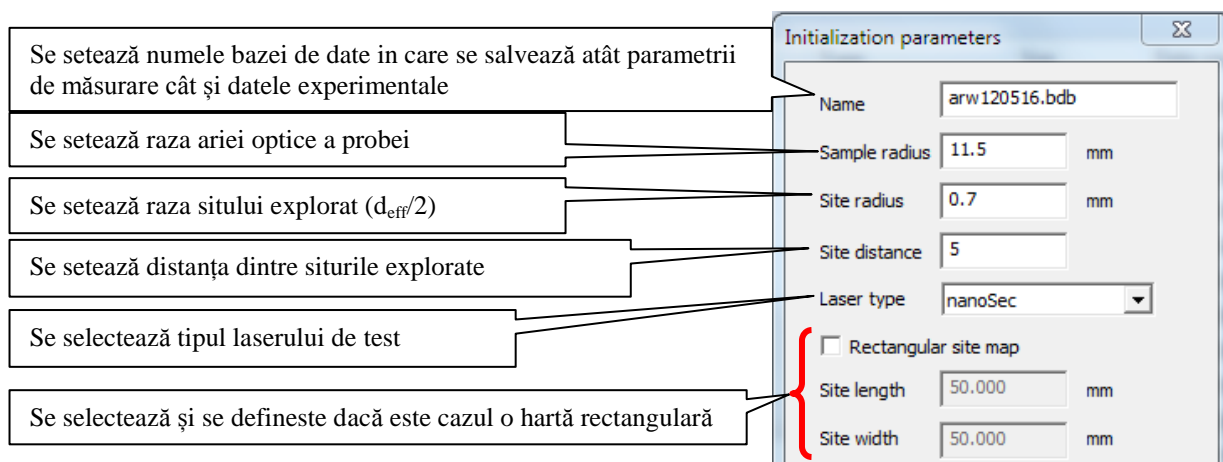 Se setează numele bazei de date in care se salvează atât parametrii
de măsurare cât și datele experimentale
Se setează raza ariei optice a probei
Se setează raza sitului explorat (deff/2)
Se setează distanța dintre siturile explorate
Se selectează tipul laserului de test
Se selectează și se defineste dacă este cazul o hartă rectangulară
Initialization parameters
Name arw120516.bdb
Sample radius 11.5 mm
Site radius 0.7 mm
Site distance 5
Laser type nanoSec
Rectangular site map
Site length 50.000 mm
Site width 50.000 mm